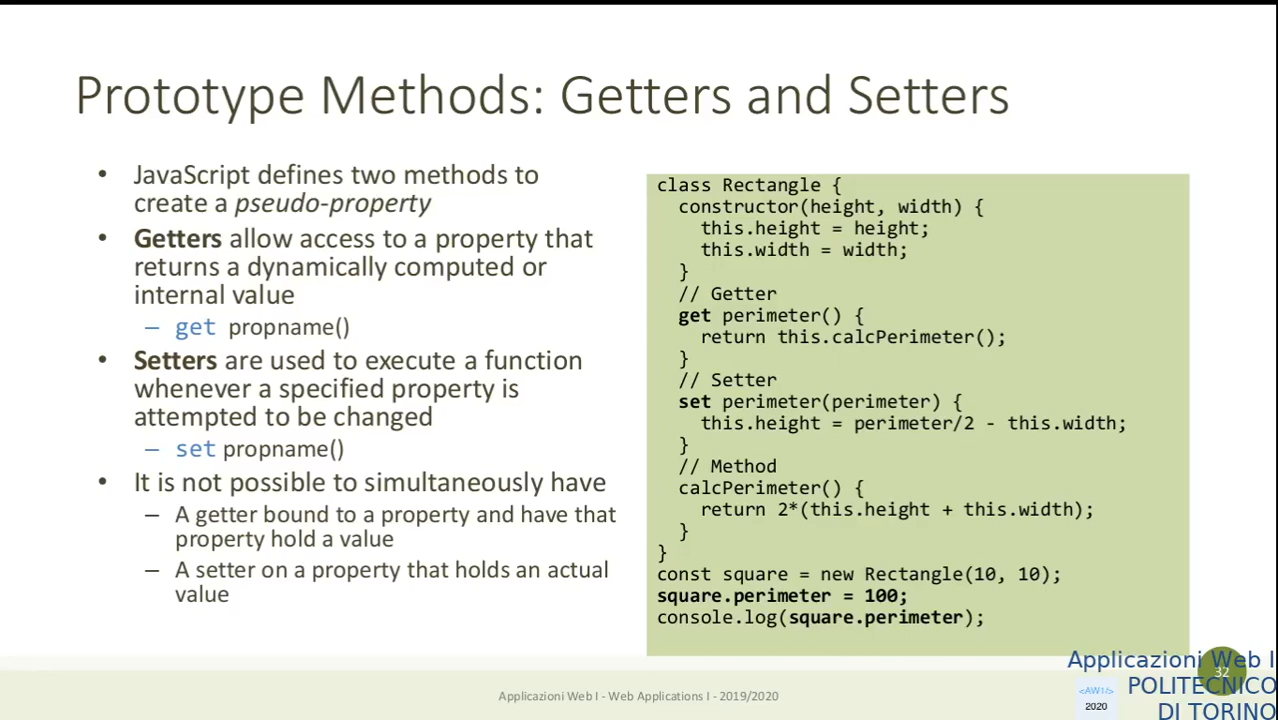 Prototype Methods: Getters and Setters
• JavaScript defines two methods to
create a pseudo-property
• Getters allow access to a property that
returns a dynamically computed or
internal value
– get propname()
• Setters are used to execute a function
whenever a specified property is
attempted to be changed
– set propname()
• It is not possible to simultaneously have
– A getter bound to a property and have that
property hold a value
– A setter on a property that holds an actual
value
class Rectangle {
  constructor(height, width) {
    this.height = height;
    this.width = width;
  }
  // Getter
  get perimeter() {
    return this.calcPerimeter();
  }
  // Setter
  set perimeter(perimeter) {
    this.height = perimeter/2 - this.width;
  }
  // Method
  calcPerimeter() {
    return 2*(this.height + this.width);
  }
}
const square = new Rectangle(10, 10);
square.perimeter = 100;
console.log(square.perimeter);
Applicazioni Web I - Web Applications I - 2019/2020
32
<AW1/>
2020
Applicazioni Web I
POLITECNICO
DI TORINO